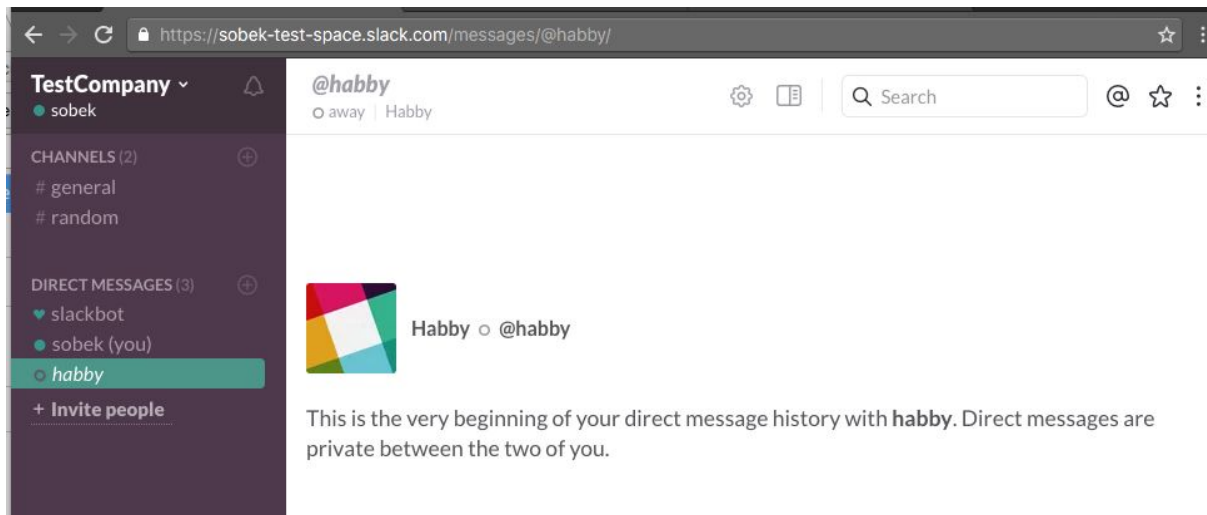 https://sobek-test-space.slack.com/messages/@habby/
TestCompany
sobek
CHANNELS (2)
# general
# random
DIRECT MESSAGES (3)
slackbot
sobek (you)
habby
+ Invite people
@habby
away | Habby
Search
Habby @habby
This is the very beginning of your direct message history with habby. Direct messages are
private between the two of you.